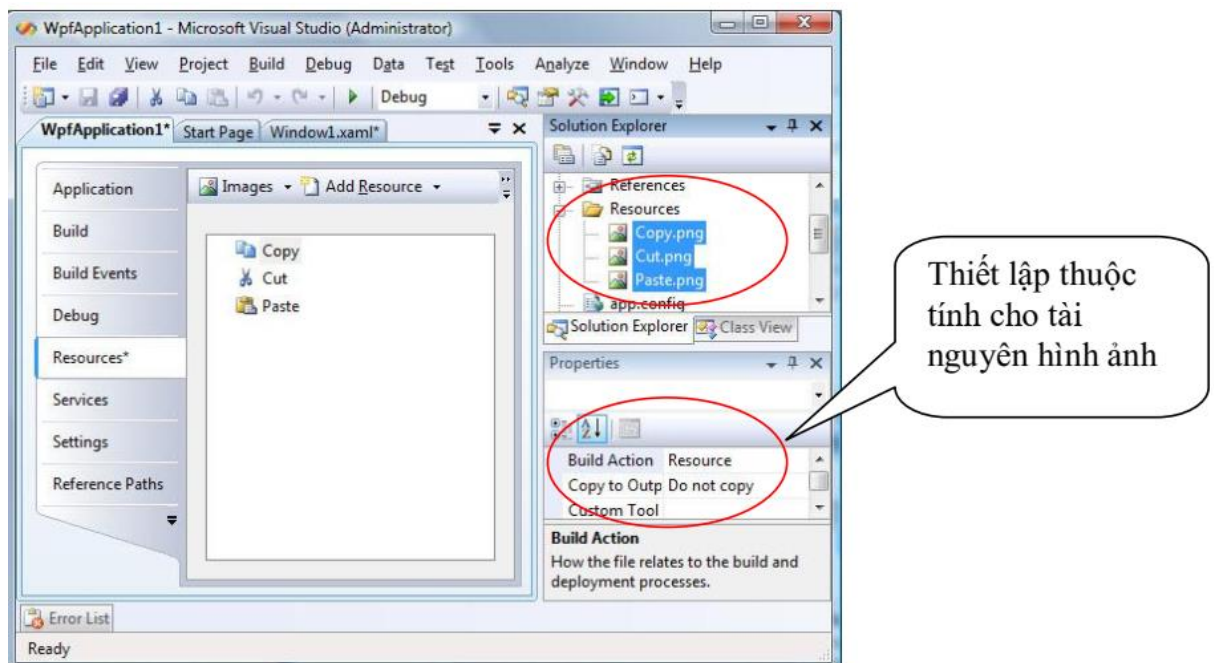 WpfApplication1 - Microsoft Visual Studio (Administrator)
File Edit View Project Build Debug Data Test Tools Analyze Window Help
Debug
WpfApplication1* Start Page Window1.xaml*
Application
Build
Build Events
Debug
Resources*
Services
Settings
Reference Paths
Images Add Resource
Copy
Cut
Paste
Solution Explorer
References
Resources
Copy.png
Cut.png
Paste.png
app.config
Solution Explorer Class View
Properties
Build Action Resource
Copy to Outp Do not copy
Custom Tool
Build Action
How the file relates to the build and
deployment processes.
Error List
Ready
Thiết lập thuộc
tính cho tài
nguyên hình ảnh